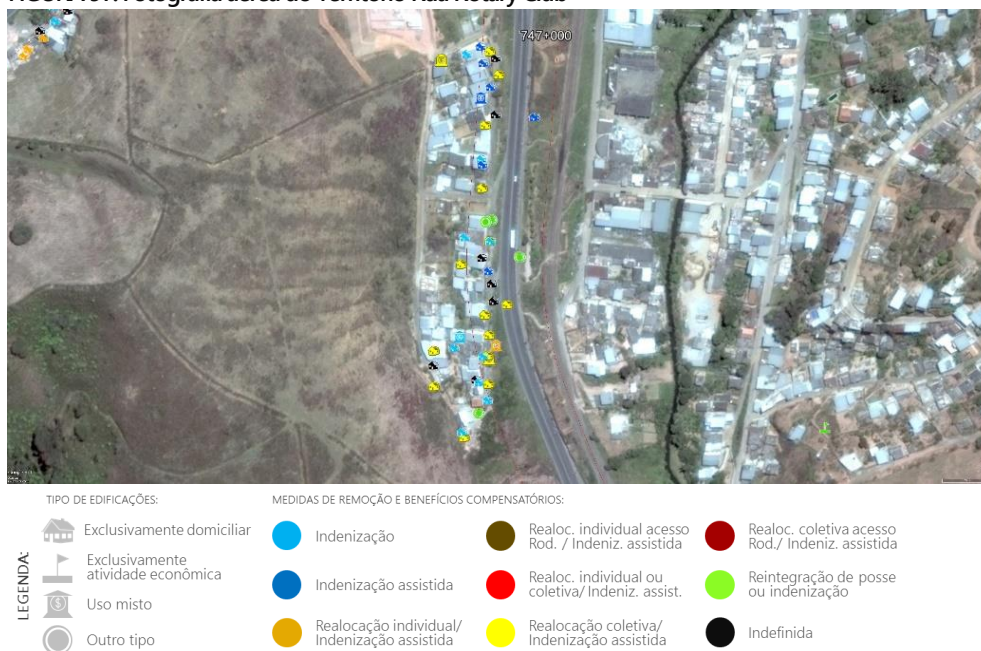 747+000
TIPO DE EDIFICAÇÕES:
MEDIDAS DE REMOÇÃO E BENEFÍCIOS COMPENSATÓRIOS:
LEGENDA:
Exclusivamente domiciliar
Exclusivamente
atividade econômica
Uso misto
Outro tipo
Indenização
Indenização assistida
Realocação individual/
Indenização assistida
Realoc. individual acesso
Rod. / Indeniz. assistida
Realoc. individual ou
coletiva/ Indeniz. assist.
Realocação coletiva/
Indenização assistida
Realoc. coletiva acesso
Rod./ Indeniz. assistida
Reintegração de posse
ou indenização
Indefinida